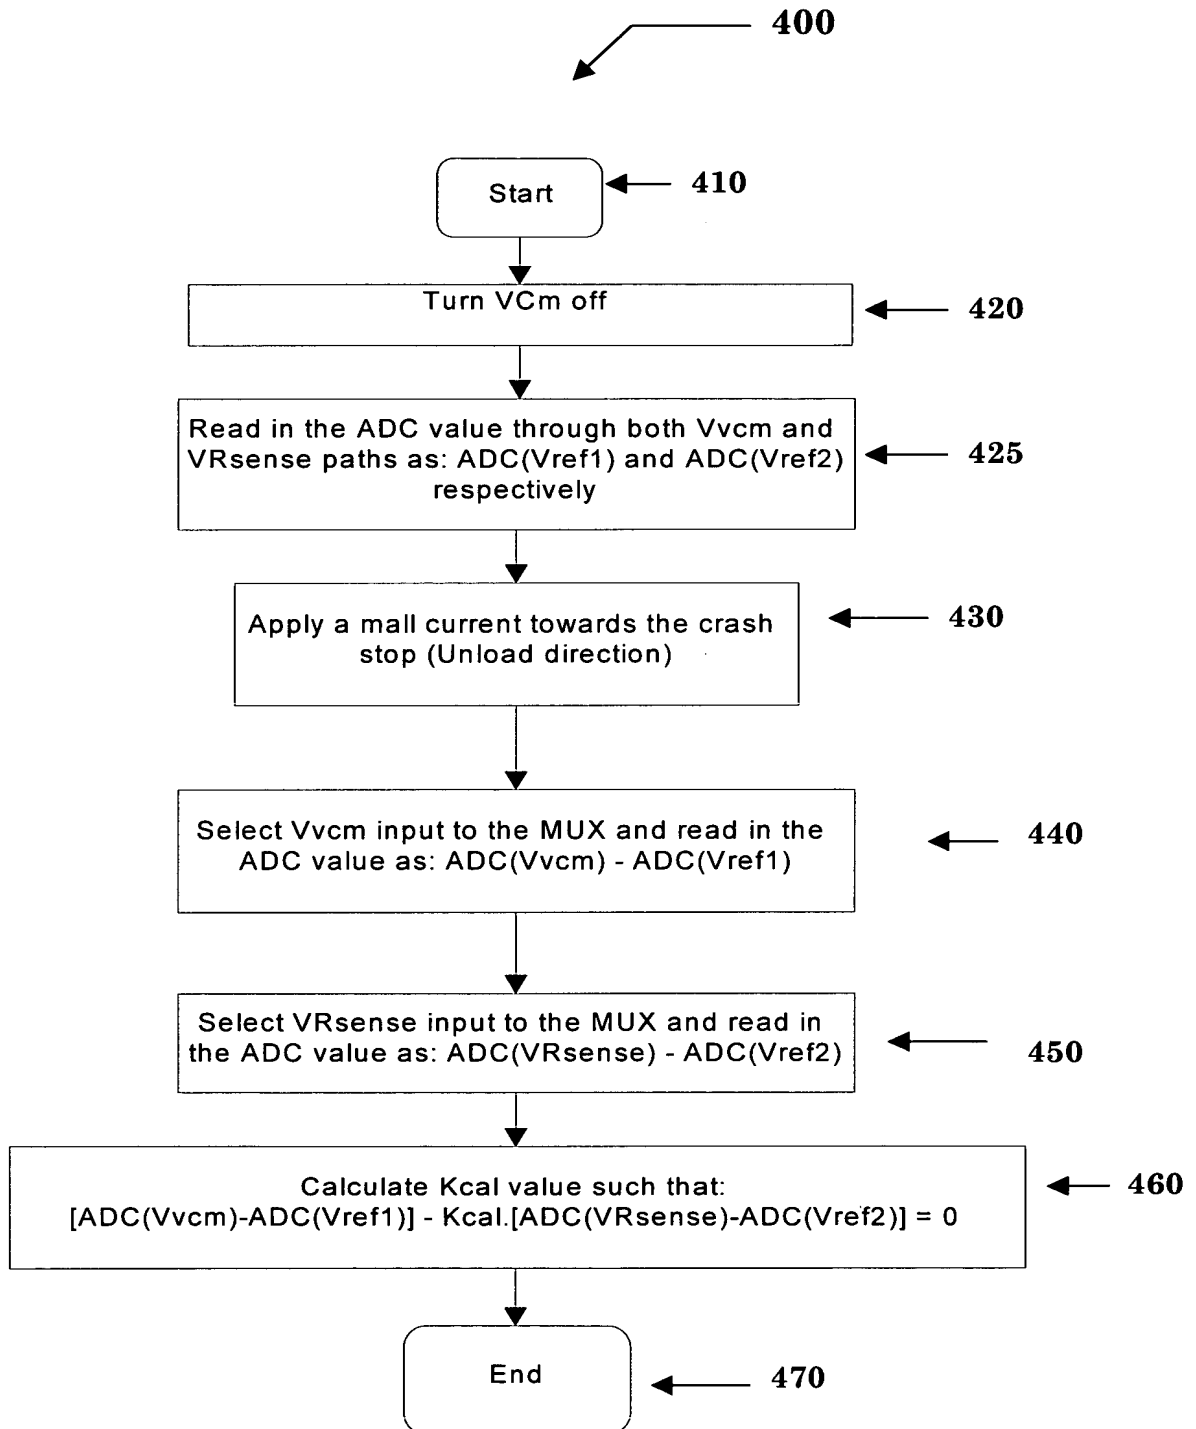 400
Start
410
Turn VCm off
420
Read in the ADC value through both Vvcm and
VRsense paths as: ADC(Vref1) and ADC(Vref2)
respectively
425
Apply a mall current towards the crash
stop (Unload direction)
430
Select Vvcm input to the MUX and read in the
ADC value as: ADC(Vvcm) - ADC(Vref1)
440
Select VRsense input to the MUX and read in
the ADC value as: ADC(VRsense) - ADC(Vref2)
450
Calculate Kcal value such that:
[ADC(Vvcm)-ADC(Vref1)] - Kcal.[ADC(VRsense)-ADC(Vref2)] = 0
460
End
470